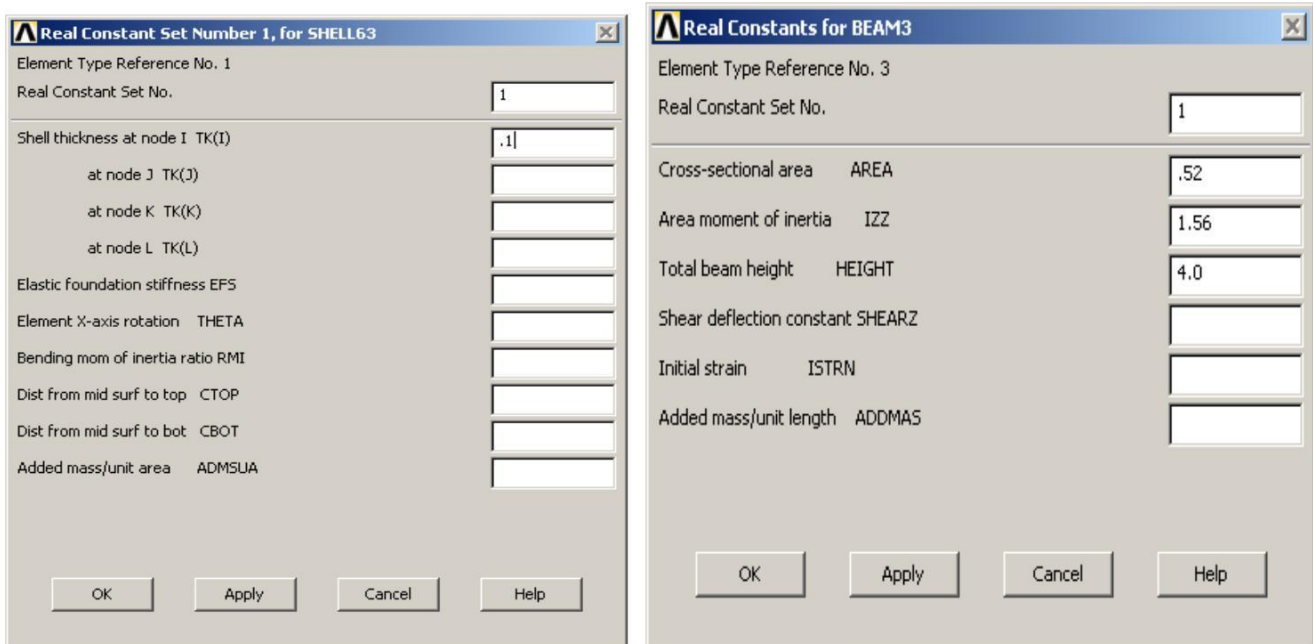 Real Constant Set Number 1, for SHELL63
Element Type Reference No. 1
Real Constant Set No. 1
Shell thickness at node I TK(I) .1
at node J TK(J)
at node K TK(K)
at node L TK(L)
Elastic foundation stiffness EFS
Element X-axis rotation THETA
Bending mom of inertia ratio RMI
Dist from mid surf to top CTOP
Dist from mid surf to bot CBOT
Added mass/unit area ADMSUA
OK Apply Cancel Help
Real Constants for BEAM3
Element Type Reference No. 3
Real Constant Set No. 1
Cross-sectional area AREA .52
Area moment of inertia IZZ 1.56
Total beam height HEIGHT 4.0
Shear deflection constant SHEARZ
Initial strain ISTRN
Added mass/unit length ADDMAS
OK Apply Cancel Help